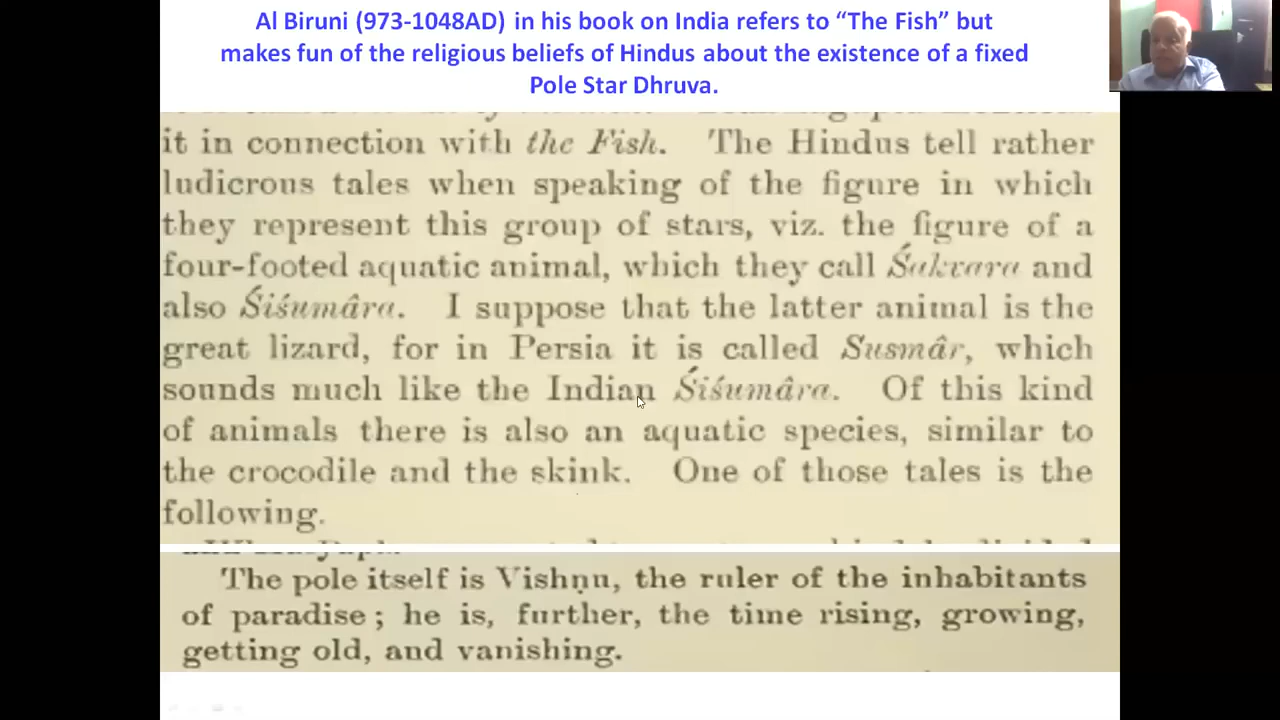 Al Biruni (973-1048AD) in his book on India refers to “The Fish” but
makes fun of the religious beliefs of Hindus about the existence of a fixed
Pole Star Dhruva.
it in connection with the Fish. The Hindus tell rather
ludicrous tales when speaking of the figure in which
they represent this group of stars, viz. the figure of a
four-footed aquatic animal, which they call Śakvara and
also Śiśumâra. I suppose that the latter animal is the
great lizard, for in Persia it is called Susmâr, which
sounds much like the Indian Śiśumâra. Of this kind
of animals there is also an aquatic species, similar to
the crocodile and the skink. One of those tales is the
following.
The pole itself is Vishṇu, the ruler of the inhabitants
of paradise; he is, further, the time rising, growing,
getting old, and vanishing.